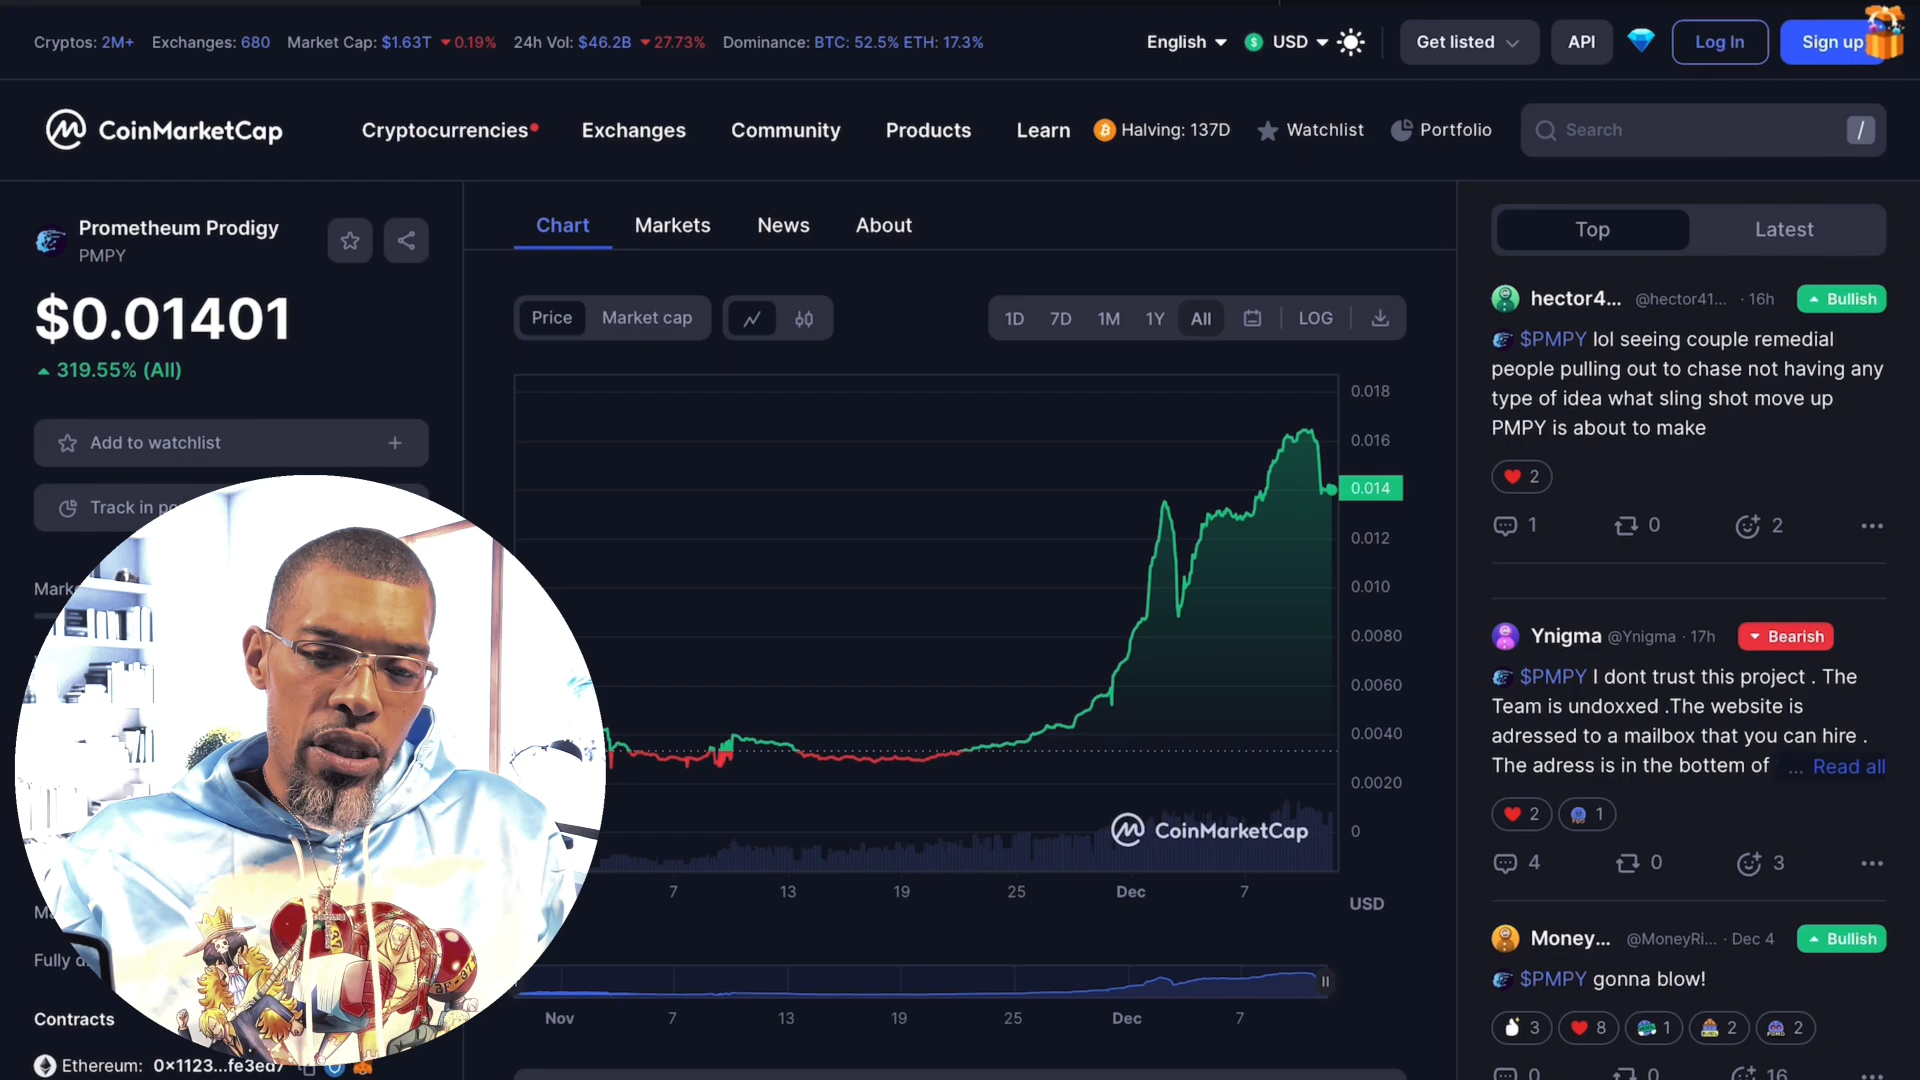 Cryptos: 2M+ Exchanges: 680 Market Cap: $1.63T 0.19% 24h Vol: $46.2B 27.73% Dominance: BTC: 52.5% ETH: 17.3%
English USD Get listed API Log In Sign up
CoinMarketCap Cryptocurrencies Exchanges Community Products Learn Halving: 137D Watchlist Portfolio Search /
Prometheum Prodigy
PMPY
$0.01401
319.55% (All)
Add to watchlist +
Track in
Contracts
Ethereum: 0x1123...fe3ed7
Chart Markets News About
Price Market cap 1D 7D 1M 1Y All LOG
0.018
0.016
0.014
0.012
0.010
0.0080
0.0060
0.0040
0.0020
0
CoinMarketCap
7 13 19 25 Dec 7
USD
Nov 7 13 19 25 Dec 7
Top Latest
hector4... @hector41... · 16h Bullish
$PMPY lol seeing couple remedial
people pulling out to chase not having any
type of idea what sling shot move up
PMPY is about to make
2
1 0 2
Ynigma @Ynigma · 17h Bearish
$PMPY I dont trust this project . The
Team is undoxxed .The website is
adressed to a mailbox that you can hire .
The adress is in the bottem of ... Read all
2 1
4 0 3
Money... @MoneyRi... · Dec 4 Bullish
$PMPY gonna blow!
3 8 1 2 2
0 0 16